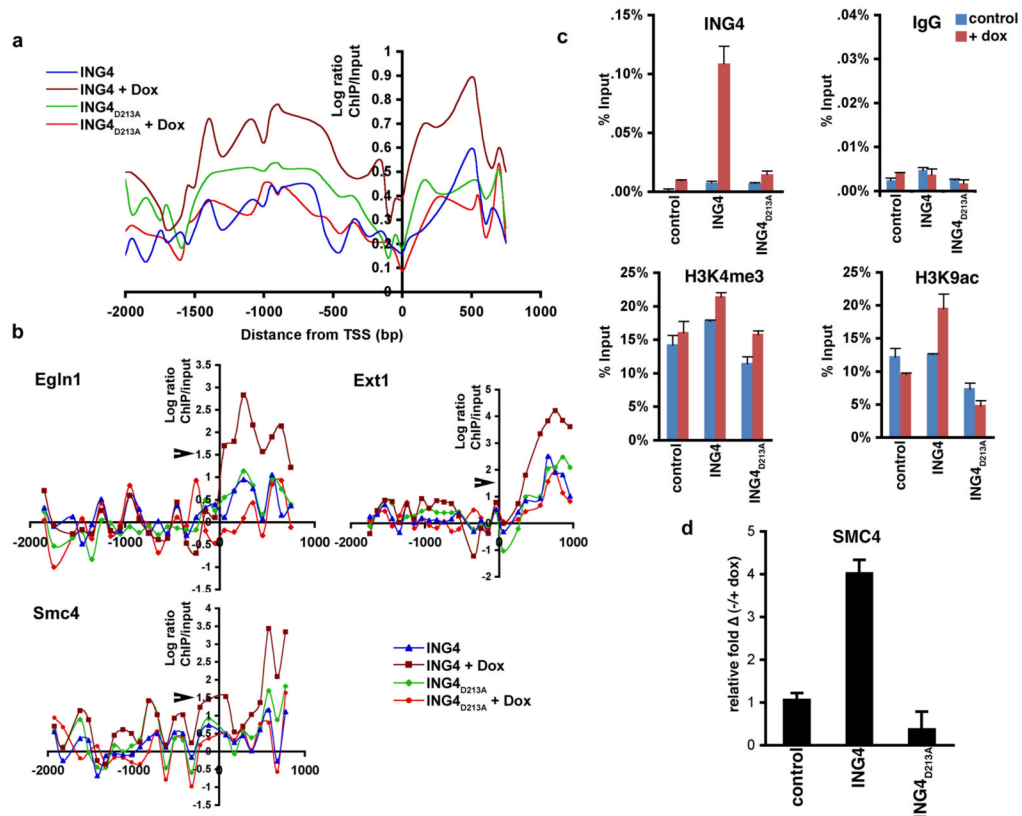 a
Log ratio
ChIP/Input
ING4
ING4 + Dox
ING4D213A
ING4D213A + Dox
1
0.9
0.8
0.7
0.6
0.5
0.4
0.3
0.2
0.1
0
-2000 -1500 -1000 -500 0 500 1000
Distance from TSS (bp)
b
Egln1
Log ratio
ChIP/input
3.5
3
2.5
2
1.5
1
0.5
0
-0.5
-1
-1.5
-2000 -1000 0 1000
Ext1
Log ratio
ChIP/input
5
4
3
2
1
0
-1
-2
-2000 -1000 0 1000
Smc4
Log ratio
ChIP/input
4
3.5
3
2.5
2
1.5
1
0.5
0
-0.5
-1
-1.5
-2000 -1000 0 1000
ING4
ING4 + Dox
ING4D213A
ING4D213A + Dox
c
ING4
% Input
.15%
.10%
.05%
.00%
control ING4 ING4D213A
IgG
control
+ dox
% Input
.04%
.03%
.02%
.01%
.00%
control ING4 ING4D213A
H3K4me3
% Input
25%
20%
15%
10%
5%
0%
control ING4 ING4D213A
H3K9ac
% Input
25%
20%
15%
10%
5%
0%
control ING4 ING4D213A
d
SMC4
relative fold Δ (-/+ dox)
5
4
3
2
1
0
control ING4 ING4D213A